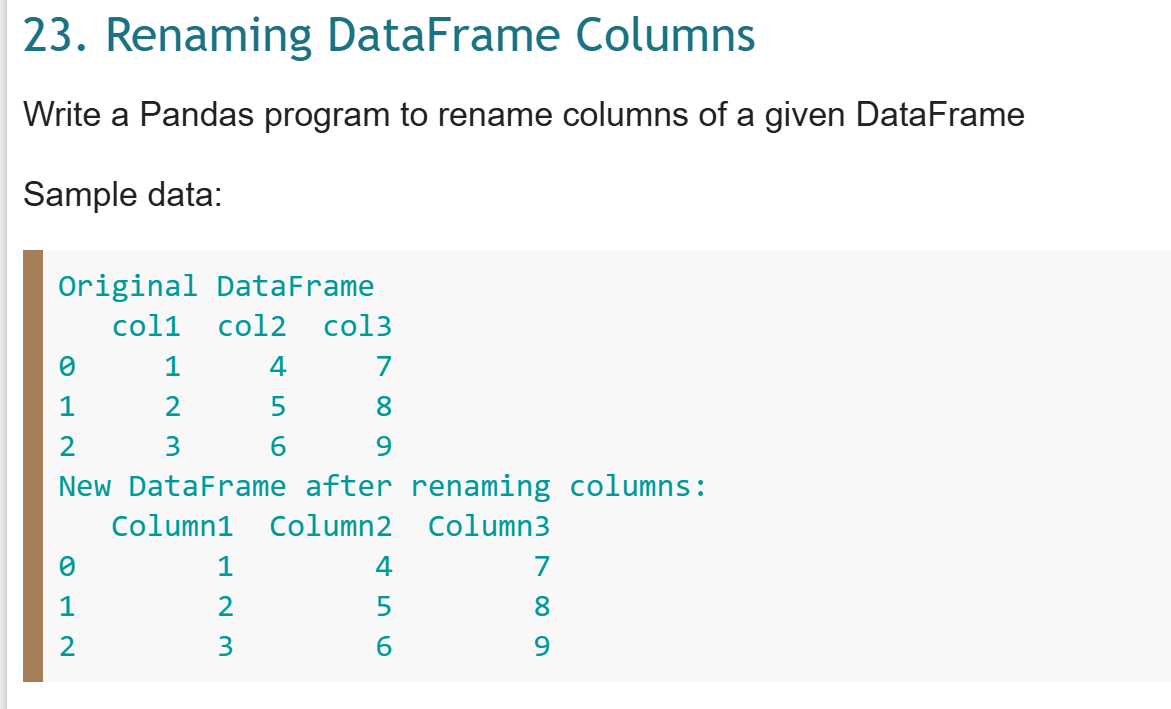 23. Renaming DataFrame Columns
Write a Pandas program to rename columns of a given DataFrame
Sample data:
Original DataFrame
   col1  col2  col3
0     1     4     7
1     2     5     8
2     3     6     9
New DataFrame after renaming columns:
   Column1  Column2  Column3
0        1        4        7
1        2        5        8
2        3        6        9